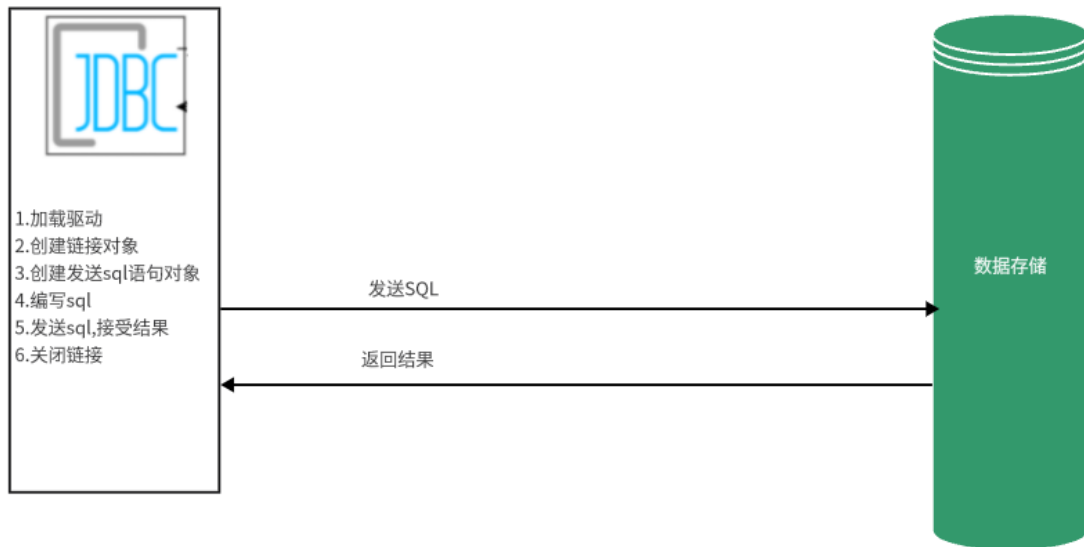 JDBC
1.加载驱动
2.创建链接对象
3.创建发送sql语句对象
4.编写sql
5.发送sql,接受结果
6.关闭链接
发送SQL
返回结果
数据存储